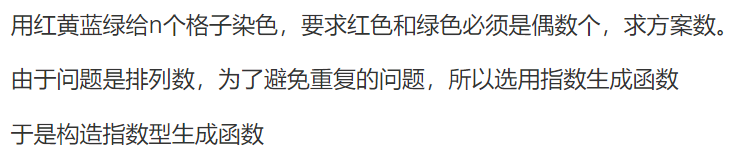 用红黄蓝绿给n个格子染色，要求红色和绿色必须是偶数个，求方案数。
由于问题是排列数，为了避免重复的问题，所以选用指数生成函数
于是构造指数型生成函数